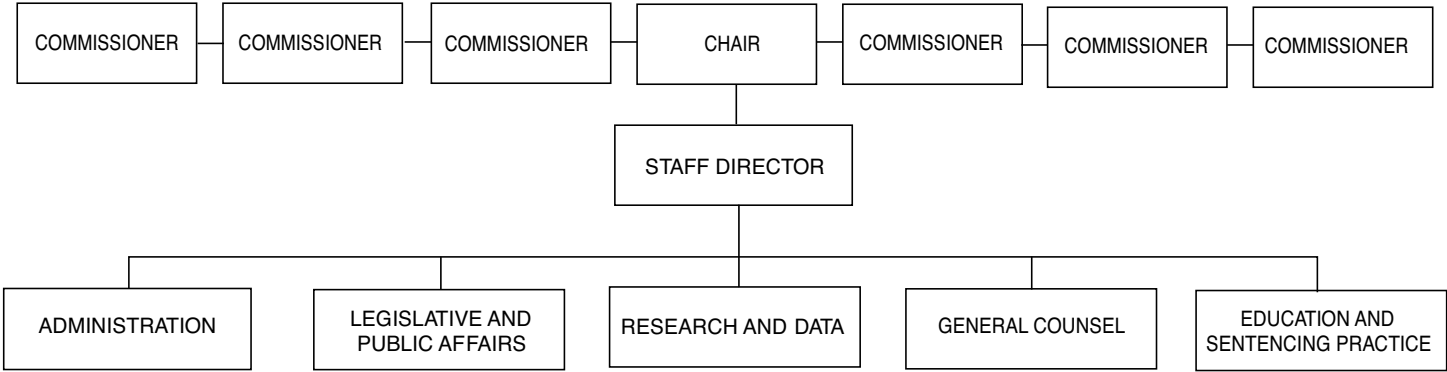 COMMISSIONER
COMMISSIONER
COMMISSIONER
CHAIR
COMMISSIONER
COMMISSIONER
COMMISSIONER
STAFF DIRECTOR
ADMINISTRATION
LEGISLATIVE AND
PUBLIC AFFAIRS
RESEARCH AND DATA
GENERAL COUNSEL
EDUCATION AND
SENTENCING PRACTICE